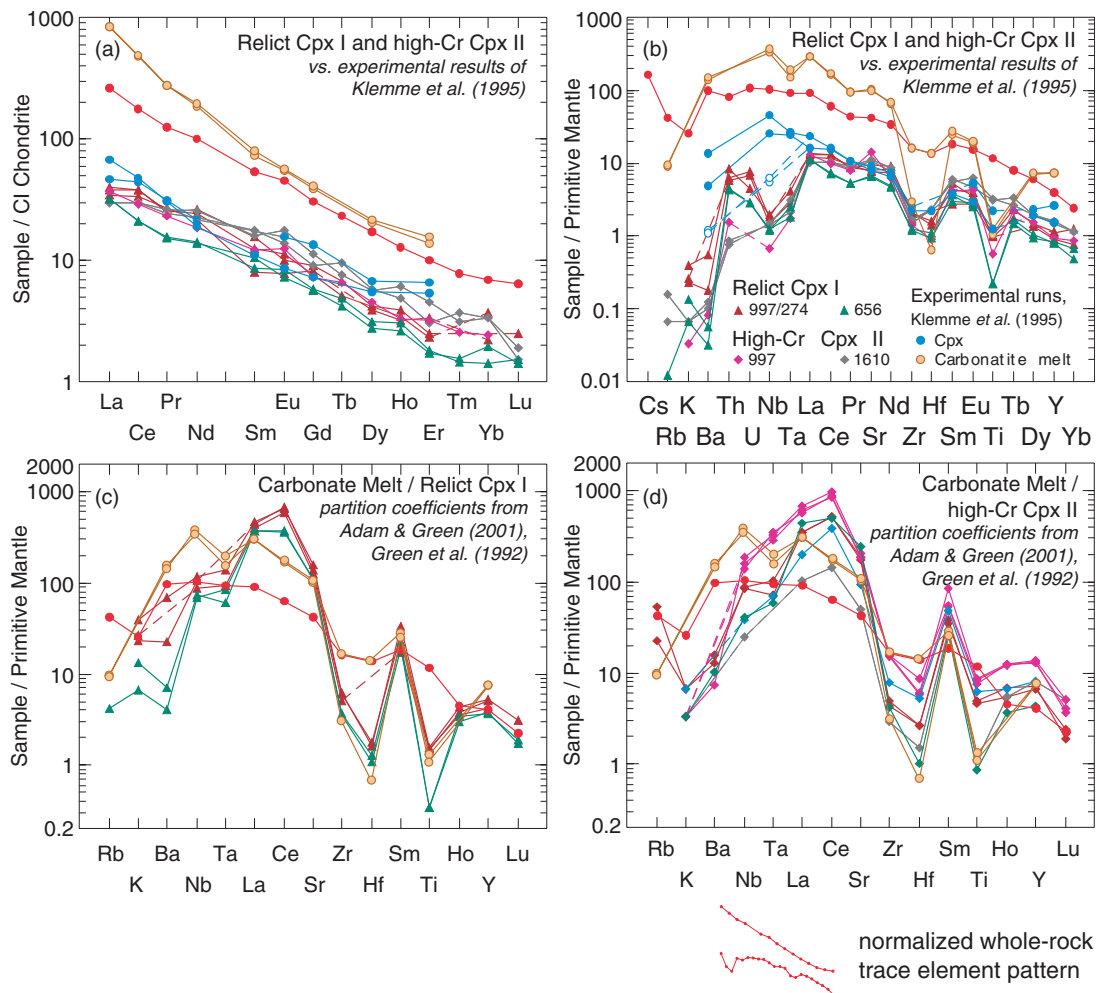 (a)
Relict Cpx I and high-Cr Cpx II
vs. experimental results of
Klemme et al. (1995)
Sample / CI Chondrite
1000
100
10
1
La
Pr
Eu
Tb
Ho
Tm
Lu
Ce
Nd
Sm
Gd
Dy
Er
Yb
(b)
Relict Cpx I and high-Cr Cpx II
vs. experimental results of
Klemme et al. (1995)
Sample / Primitive Mantle
1000
100
10
1
0.1
0.01
Relict Cpx I
997/274
656
High-Cr Cpx II
997
1610
Experimental runs,
Klemme et al. (1995)
Cpx
Carbonatite melt
Cs
K
Th
Nb
La
Pr
Nd
Hf
Eu
Tb
Y
Rb
Ba
U
Ta
Ce
Sr
Zr
Sm
Ti
Dy
Yb
(c)
Carbonate Melt / Relict Cpx I
partition coefficients from
Adam & Green (2001),
Green et al. (1992)
Sample / Primitive Mantle
2000
1000
100
10
1
0.2
Rb
Ba
Ta
Ce
Zr
Sm
Ho
Lu
K
Nb
La
Sr
Hf
Ti
Y
(d)
Carbonate Melt /
high-Cr Cpx II
partition coefficients from
Adam & Green (2001),
Green et al. (1992)
Sample / Primitive Mantle
2000
1000
100
10
1
0.2
Rb
Ba
Ta
Ce
Zr
Sm
Ho
Lu
K
Nb
La
Sr
Hf
Ti
Y
normalized whole-rock
trace element pattern